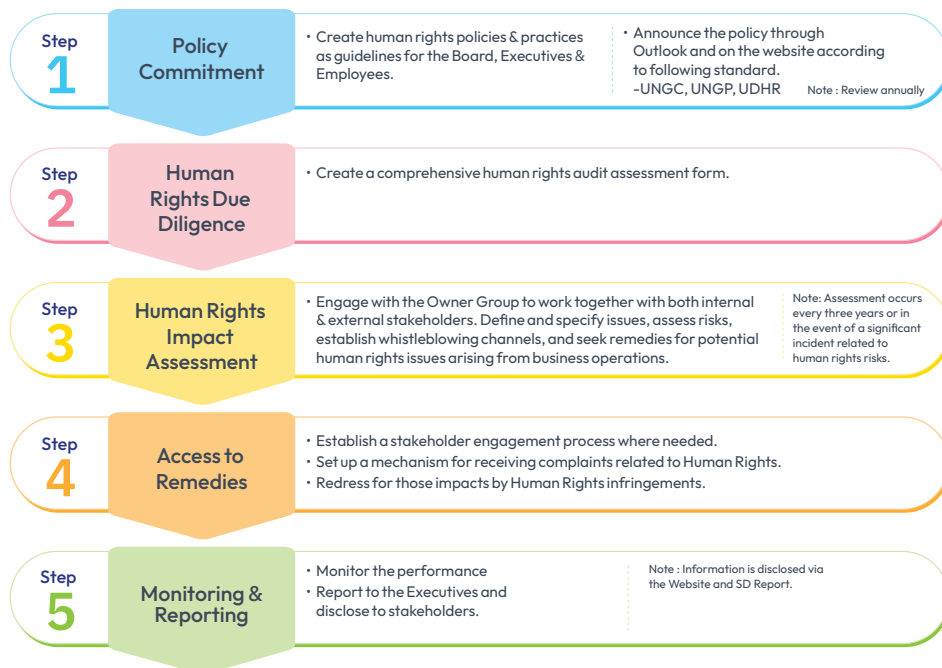 Step
1
Policy
Commitment
• Create human rights policies & practices
as guidelines for the Board, Executives &
Employees.
• Announce the policy through
Outlook and on the website according
to following standard.
-UNGC, UNGP, UDHR
Note : Review annually
Step
2
Human
Rights Due
Diligence
• Create a comprehensive human rights audit assessment form.
Step
3
Human Rights
Impact
Assessment
• Engage with the Owner Group to work together with both internal
& external stakeholders. Define and specify issues, assess risks,
establish whistleblowing channels, and seek remedies for potential
human rights issues arising from business operations.
Note: Assessment occurs
every three years or in
the event of a significant
incident related to
human rights risks.
Step
4
Access to
Remedies
• Establish a stakeholder engagement process where needed.
• Set up a mechanism for receiving complaints related to Human Rights.
• Redress for those impacts by Human Rights infringements.
Step
5
Monitoring &
Reporting
• Monitor the performance
• Report to the Executives and
disclose to stakeholders.
Note : Information is disclosed via
the Website and SD Report.